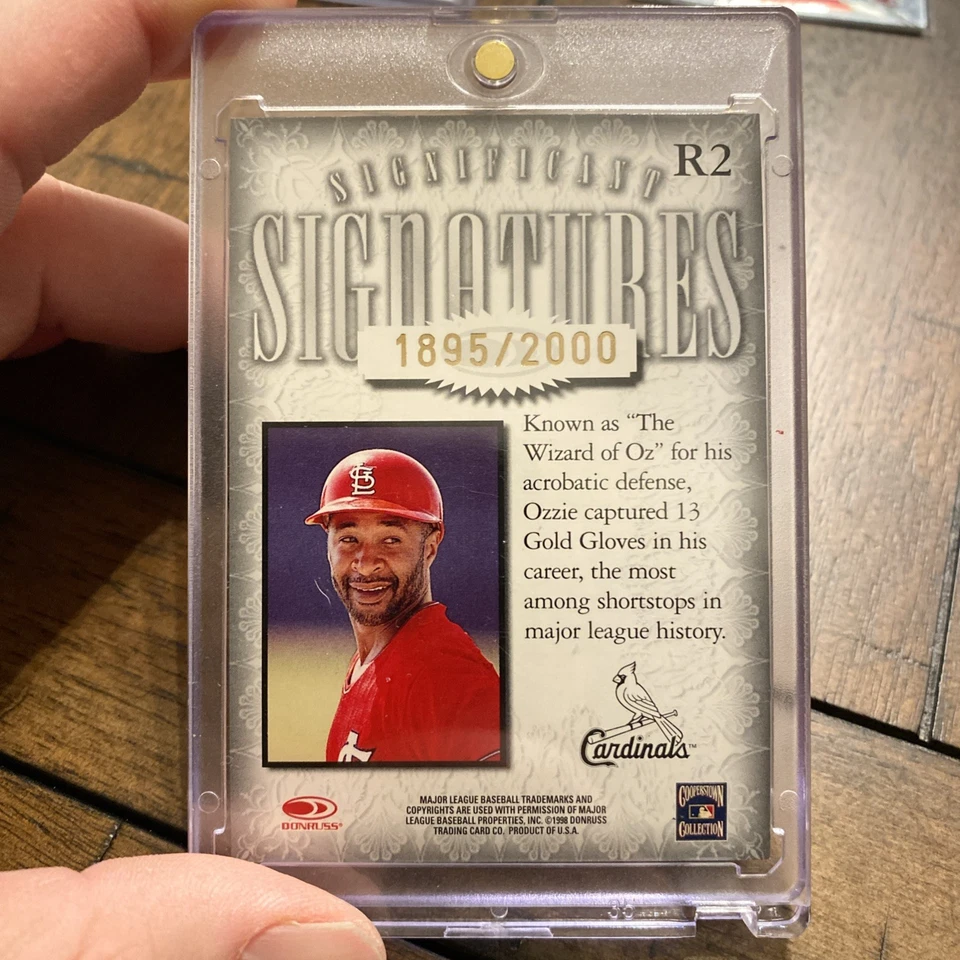 SIGNIFICANT
R2
SIGNATURES
1895/2000
Known as “The
Wizard of Oz” for his
acrobatic defense,
Ozzie captured 13
Gold Gloves in his
career, the most
among shortstops in
major league history.
Cardinals™
DONRUSS®
MAJOR LEAGUE BASEBALL TRADEMARKS AND
COPYRIGHTS ARE USED WITH PERMISSION OF MAJOR
LEAGUE BASEBALL PROPERTIES, INC. ©1998 DONRUSS
TRADING CARD CO. PRODUCT OF U.S.A.
COOPERSTOWN
COLLECTION